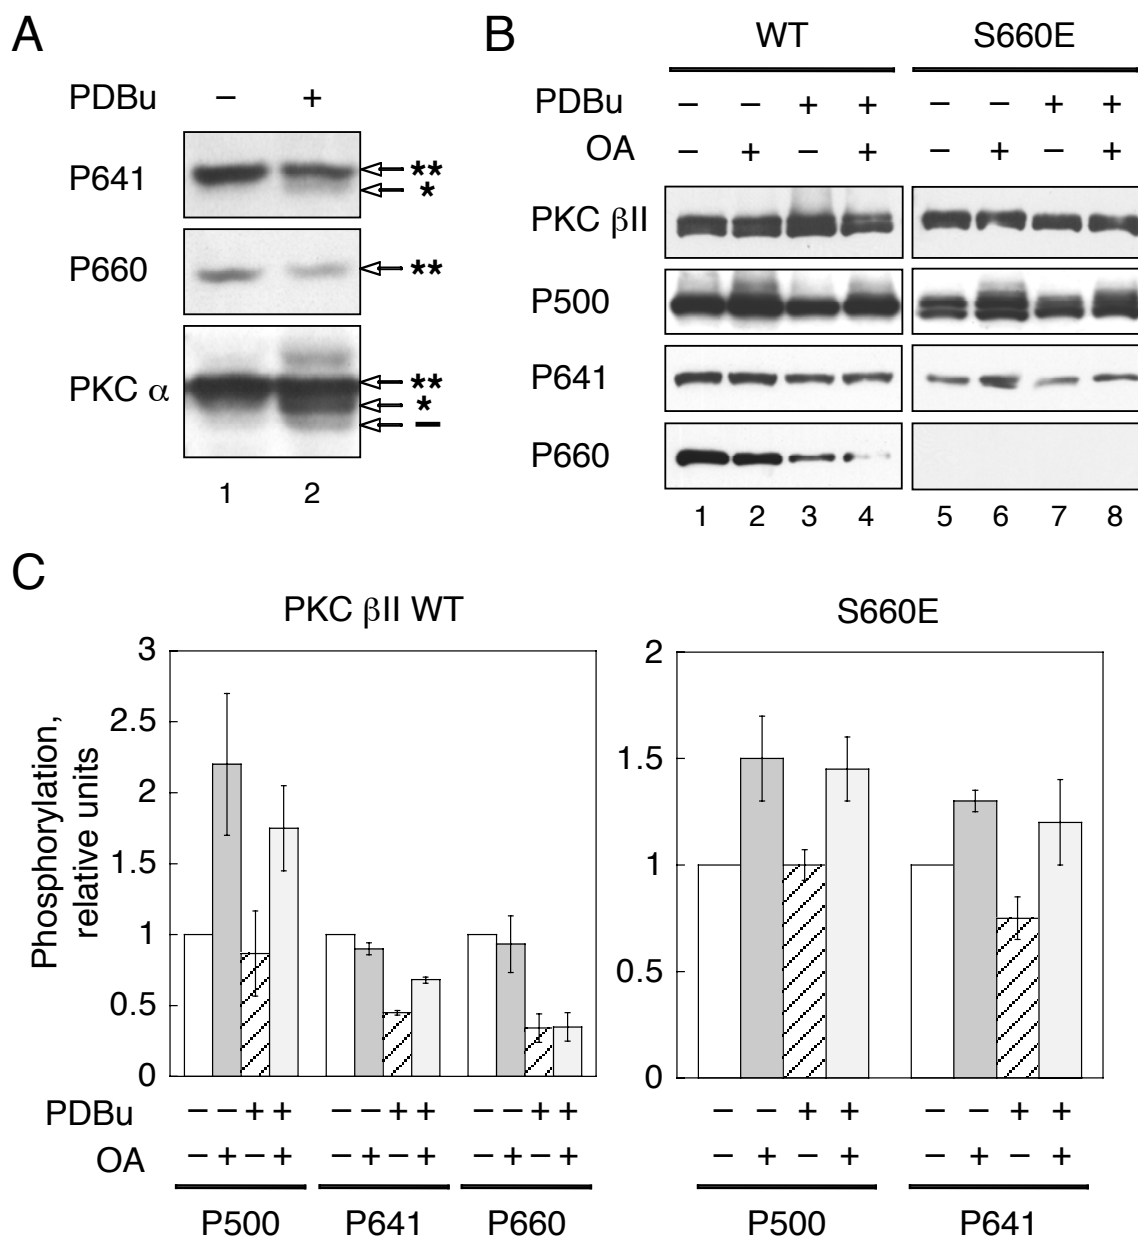 A
PDBu − +
P641
**
*
P660
**
PKC α
**
*
−
1 2
B
WT S660E
PDBu − − + + − − + +
OA − + − + − + − +
PKC βII
P500
P641
P660
1 2 3 4 5 6 7 8
C
PKC βII WT
Phosphorylation,
relative units
3
2.5
2
1.5
1
0.5
0
S660E
2
1.5
1
0.5
0
PDBu − − + + − − + + − − + + − − + + − − + +
OA − + − + − + − + − + − + − + − + − + − +
P500 P641 P660 P500 P641